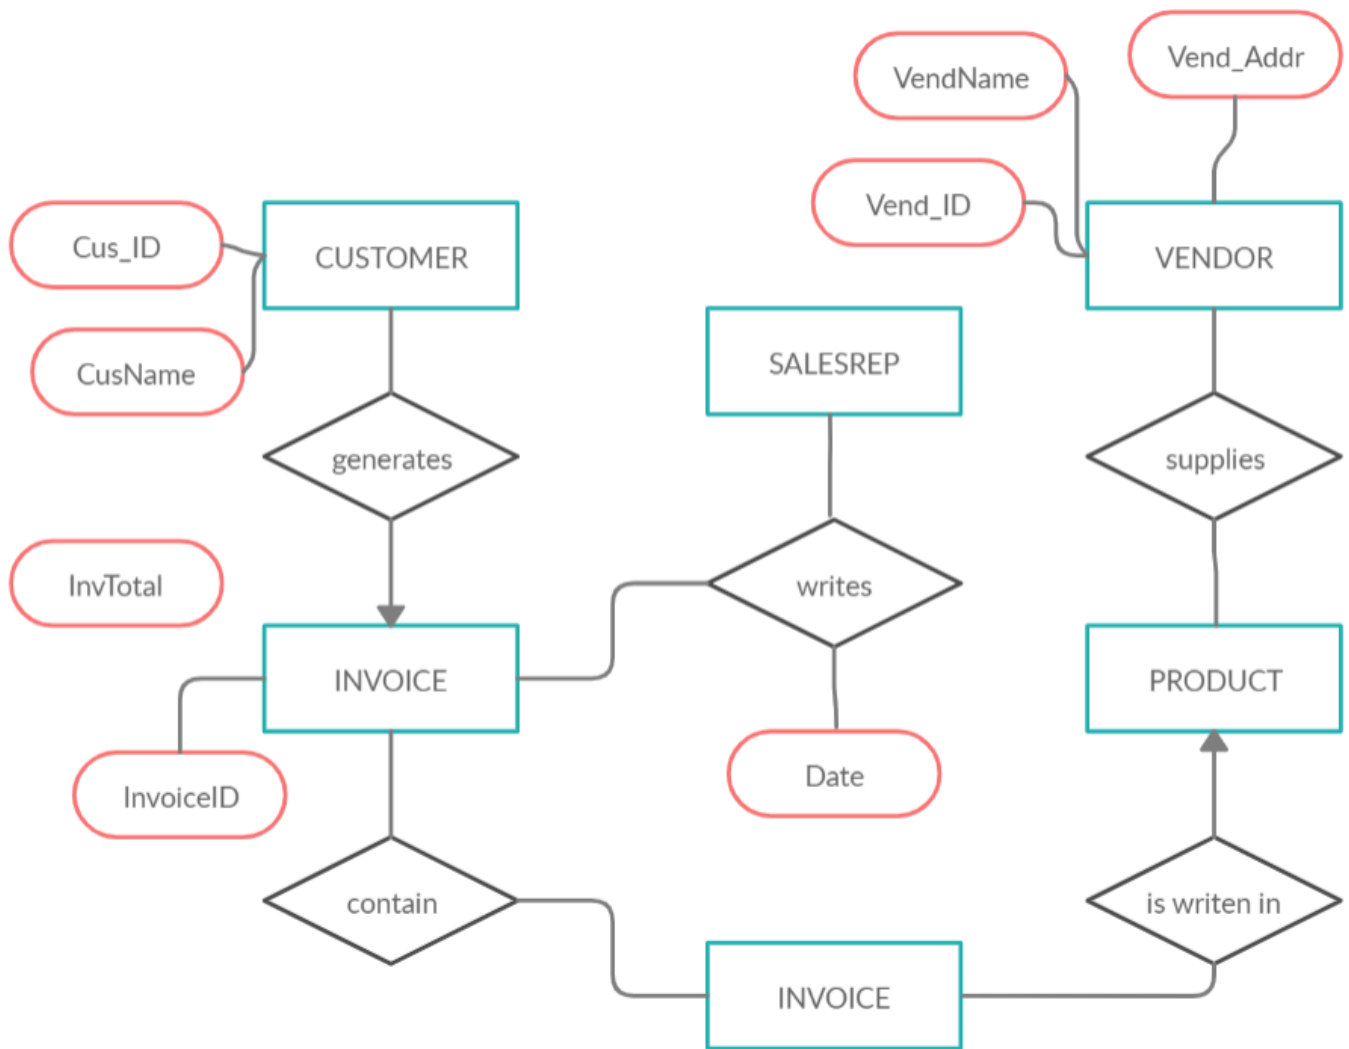 Vend_Addr
VendName
Vend_ID
Cus_ID
CUSTOMER
VENDOR
CusName
SALESREP
generates
supplies
InvTotal
writes
INVOICE
PRODUCT
InvoiceID
Date
contain
is writen in
INVOICE